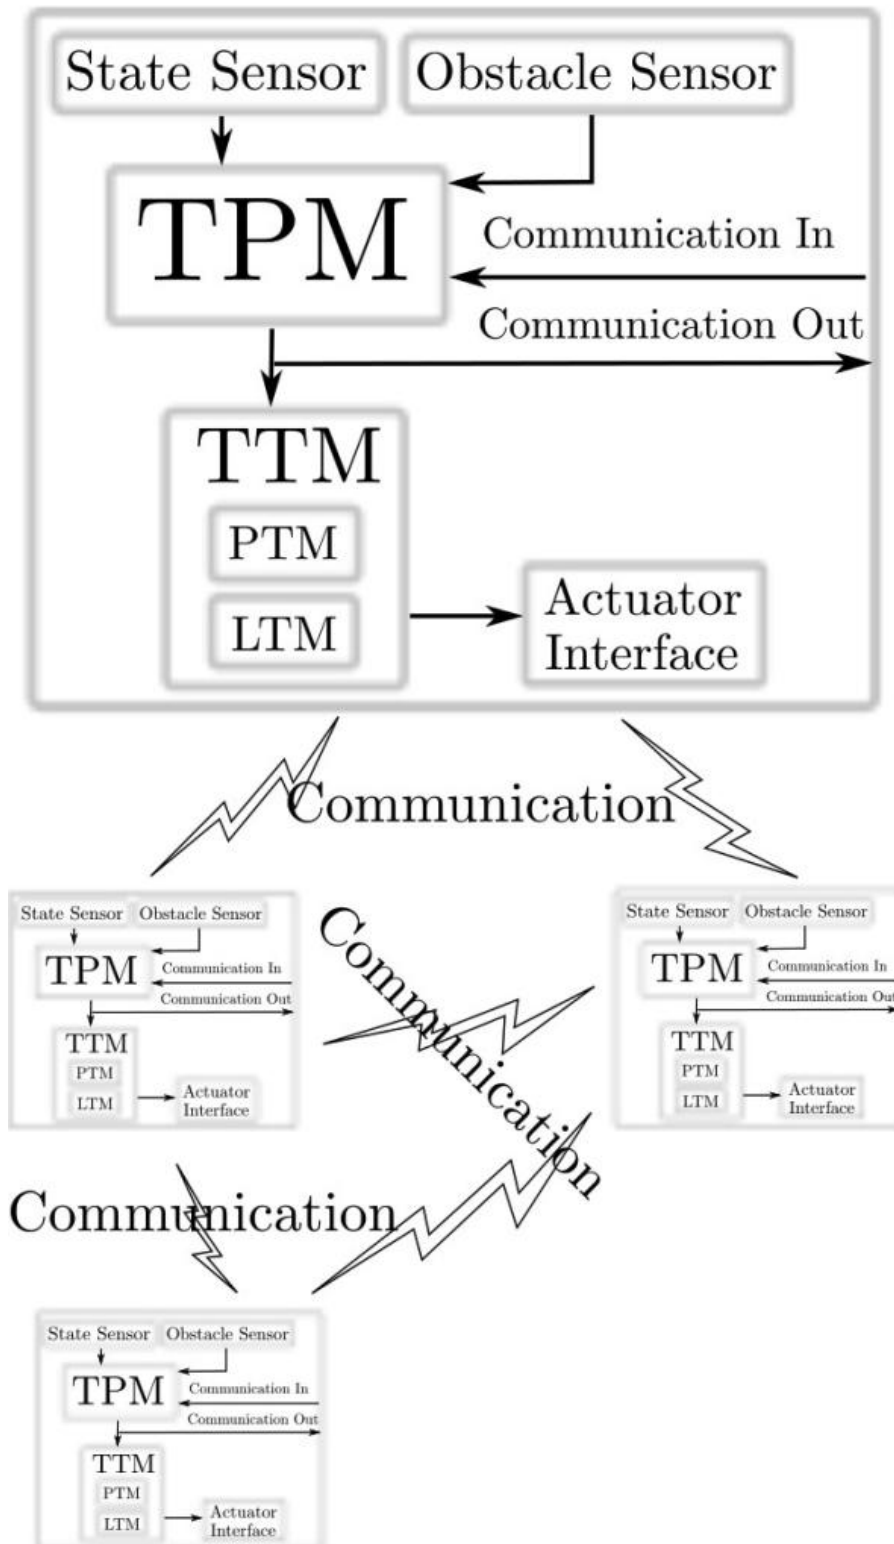 State Sensor
Obstacle Sensor
TPM
Communication In
Communication Out
TTM
PTM
LTM
Actuator
Interface
Communication
State Sensor
Obstacle Sensor
TPM
Communication In
Communication Out
TTM
PTM
LTM
Actuator
Interface
Communication
State Sensor
Obstacle Sensor
TPM
Communication In
Communication Out
TTM
PTM
LTM
Actuator
Interface
Communication
State Sensor
Obstacle Sensor
TPM
Communication In
Communication Out
TTM
PTM
LTM
Actuator
Interface